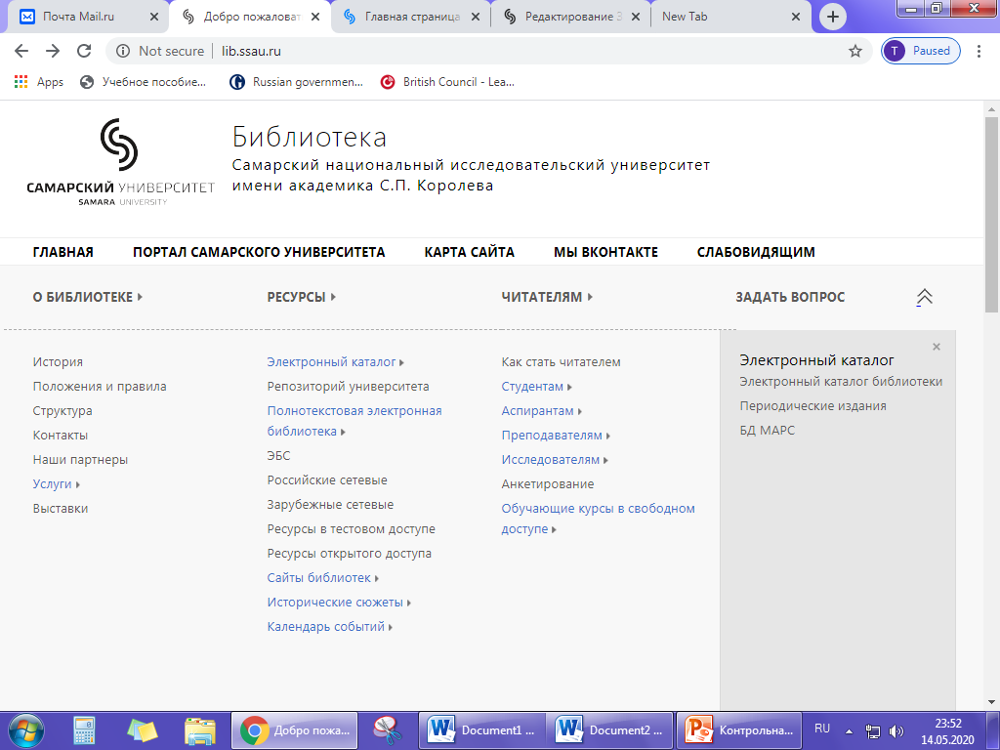 Почта Mail.ru
Добро пожаловат
Главная страница
Редактирование З
New Tab
Not secure
lib.ssau.ru
T
Paused
Apps
Учебное пособие...
Russian governmen...
British Council - Lea...
Библиотека
Самарский национальный исследовательский университет
имени академика С.П. Королева
САМАРСКИЙ УНИВЕРСИТЕТ
SAMARA UNIVERSITY
ГЛАВНАЯ
ПОРТАЛ САМАРСКОГО УНИВЕРСИТЕТА
КАРТА САЙТА
МЫ ВКОНТАКТЕ
СЛАБОВИДЯЩИМ
О БИБЛИОТЕКЕ
РЕСУРСЫ
ЧИТАТЕЛЯМ
ЗАДАТЬ ВОПРОС
История
Положения и правила
Структура
Контакты
Наши партнеры
Услуги
Выставки
Электронный каталог
Репозиторий университета
Полнотекстовая электронная
библиотека
ЭБС
Российские сетевые
Зарубежные сетевые
Ресурсы в тестовом доступе
Ресурсы открытого доступа
Сайты библиотек
Исторические сюжеты
Календарь событий
Как стать читателем
Студентам
Аспирантам
Преподавателям
Исследователям
Анкетирование
Обучающие курсы в свободном
доступе
Электронный каталог
Электронный каталог библиотеки
Периодические издания
БД МАРС
Добро пожа...
Document1 ...
Document2 ...
Контрольна...
RU
23:52
14.05.2020